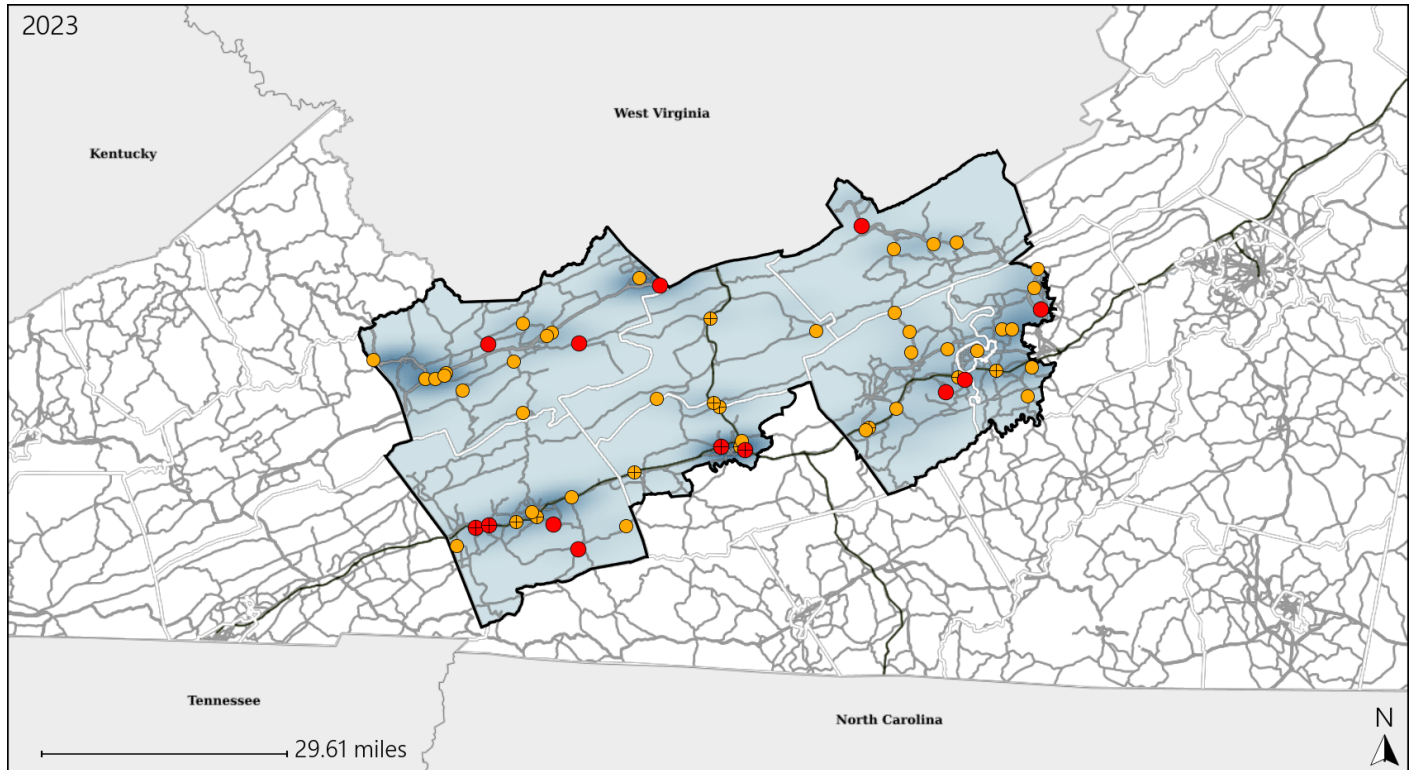 2023
West Virginia
Kentucky
Tennessee
North Carolina
N
29.61 miles